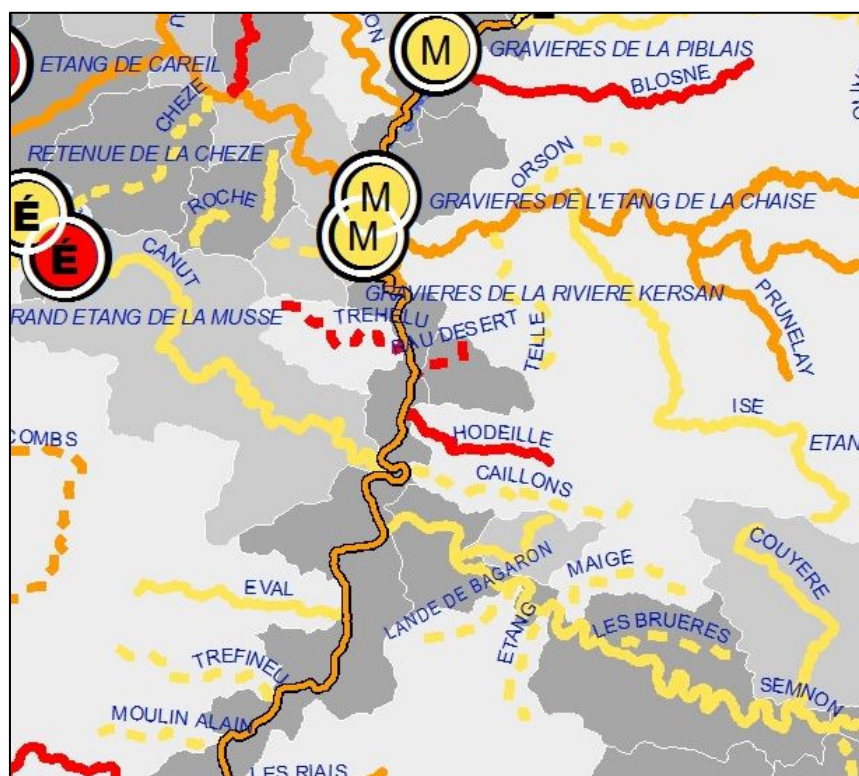 M
GRAVIERES DE LA PIBLAIS
ETANG DE CAREIL
BLOSNE
CHEZE
RETENUE DE LA CHEZE
ORSON
ROCHE
M
GRAVIERES DE L'ETANG DE LA CHAISE
É
M
É
CANUT
GRAVIERES DE LA RIVIERE KERSAN
RAND ETANG DE LA MUSSE
TREHELU
RAU DESERT
TELLE
PRUNELAY
ISE
COMBS
HODEILLE
ETAN
CAILLONS
COUYERE
LANDE DE BAGARON
MAIGE
EVAL
ETANG
LES BRUERES
TREFINEU
SEMNON
MOULIN ALAIN
LES RIAIS